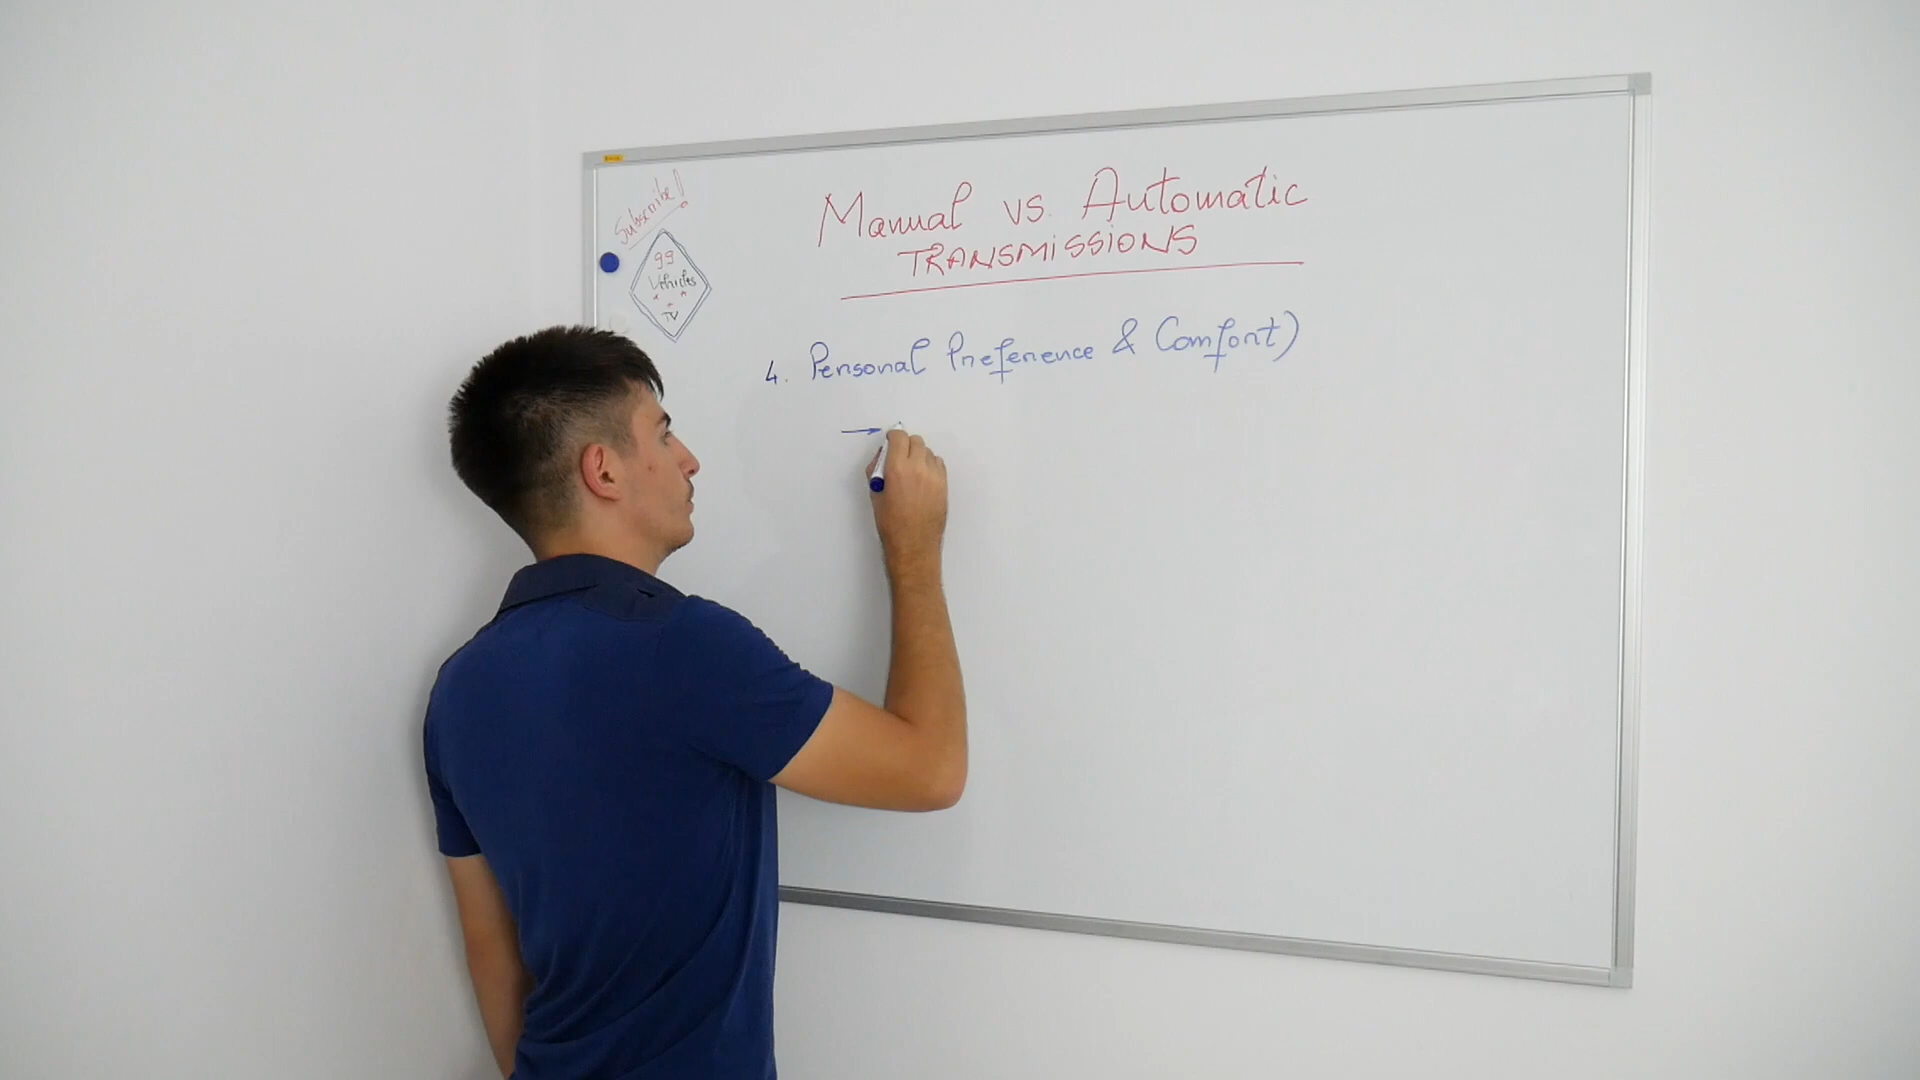 Subscribe!
99
Vehicles
TV
Manual vs. Automatic
TRANSMISSIONS
4. Personal Preference & Comfort)
→